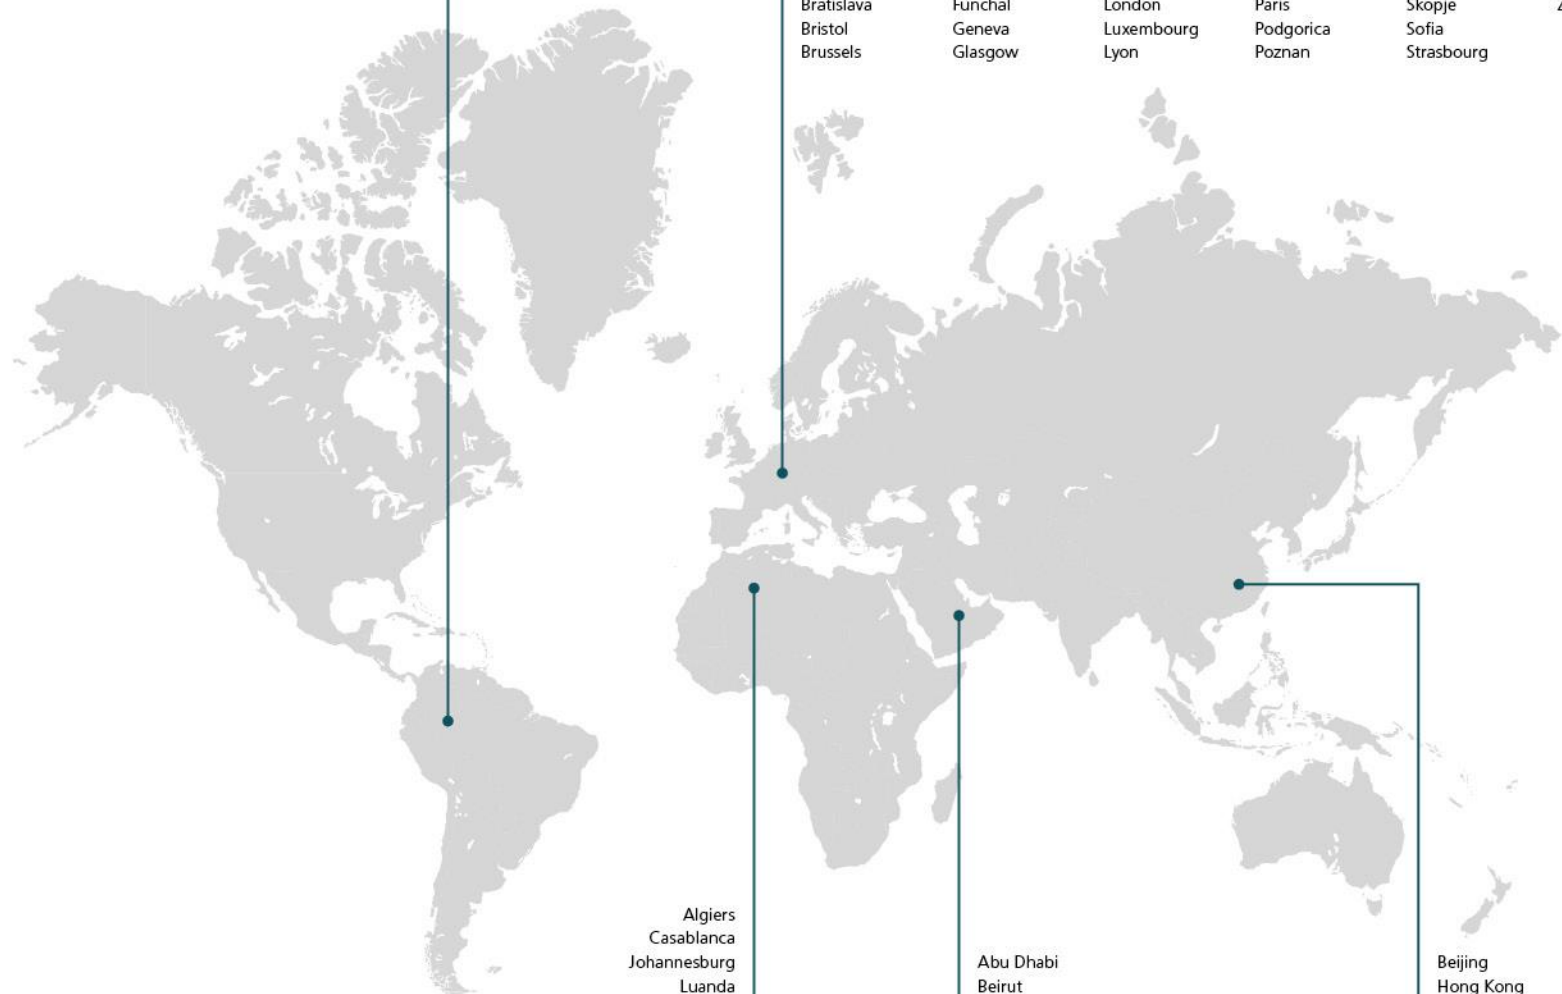 Bratislava Funchal London Paris Skopje
Bristol Geneva Luxembourg Podgorica Sofia
Brussels Glasgow Lyon Poznan Strasbourg
Algiers
Casablanca
Johannesburg Abu Dhabi Beijing
Luanda Beirut Hong Kong